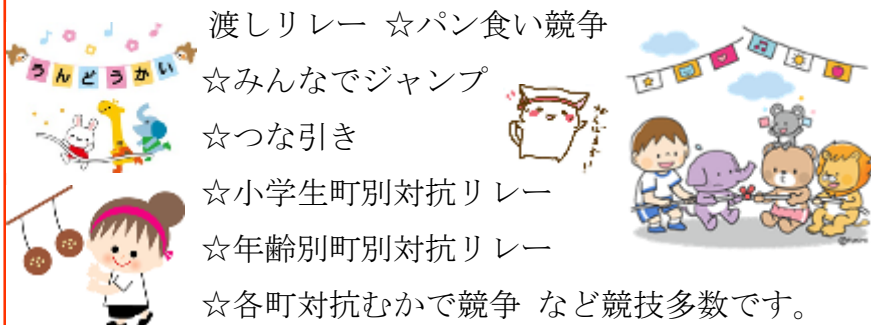 渡しリレー ☆パン食い競争
うんどうかい
☆みんなでジャンプ
☆つな引き
☆小学生町別対抗リレー
☆年齢別町別対抗リレー
☆各町対抗むかで競争 など競技多数です。